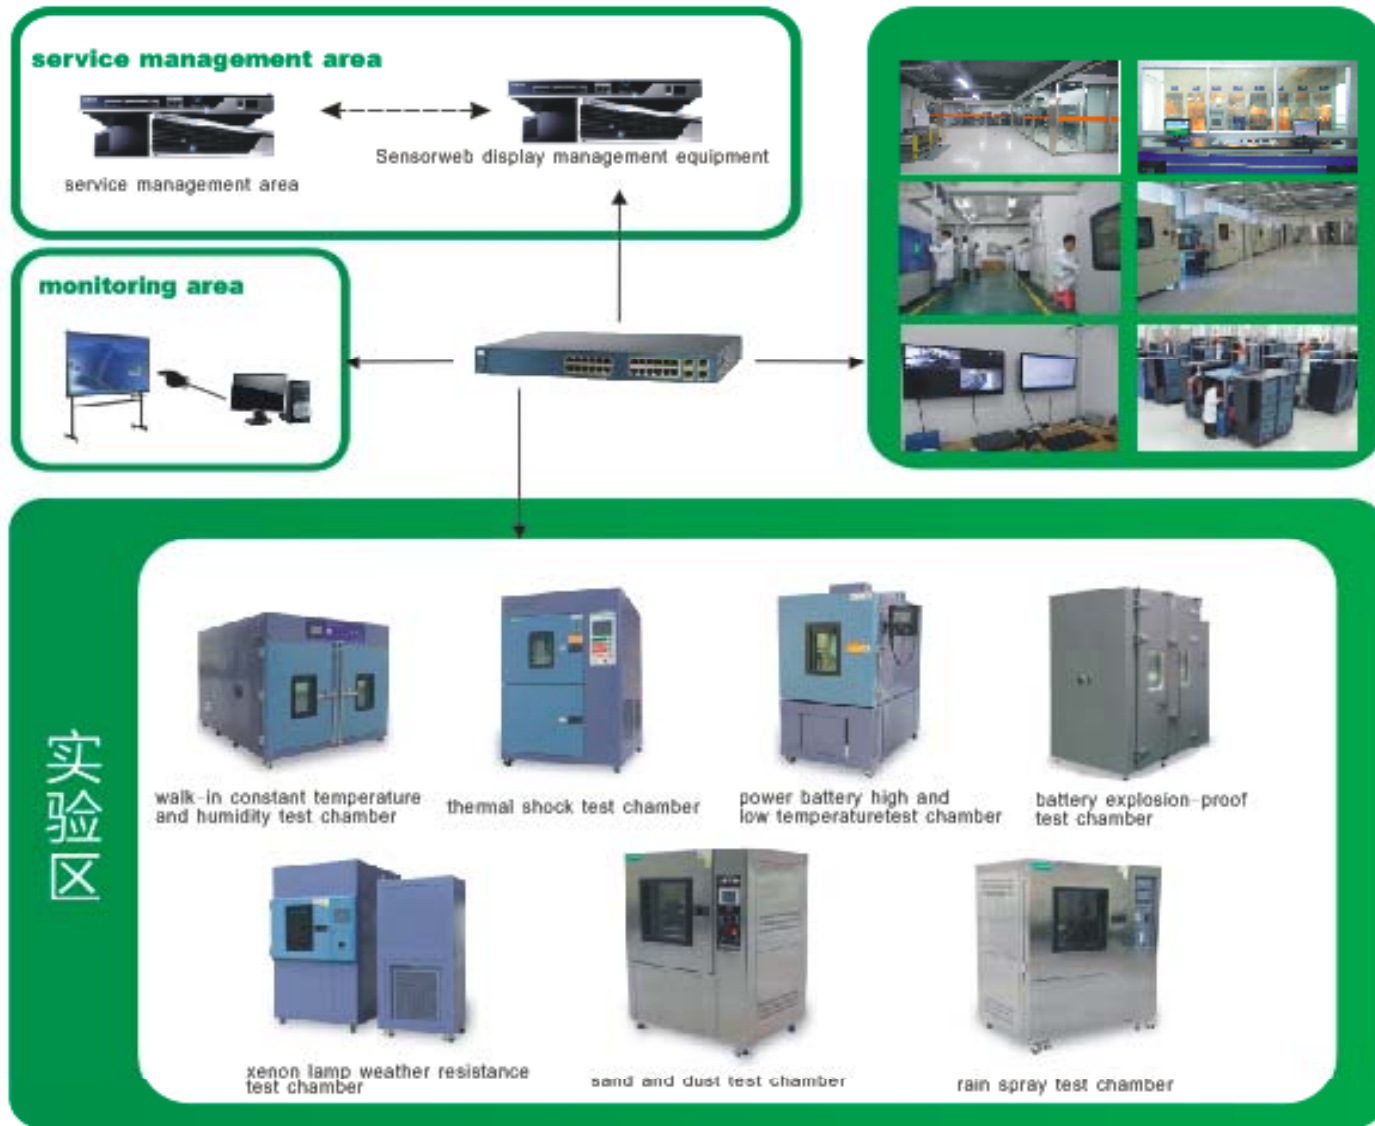 service management area
Sensorweb display management equipment
service management area
monitoring area
实验区
walk-in constant temperature
and humidity test chamber
thermal shock test chamber
power battery high and
low temperaturetest chamber
battery explosion-proof
test chamber
xenon lamp weather resistance
test chamber
sand and dust test chamber
rain spray test chamber